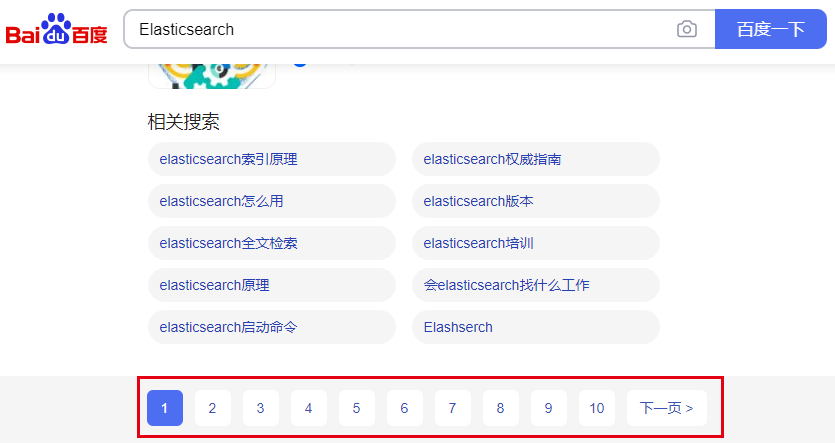 Bai du 百度 Elasticsearch 百度一下
相关搜索
elasticsearch索引原理 elasticsearch权威指南
elasticsearch怎么用 elasticsearch版本
elasticsearch全文检索 elasticsearch培训
elasticsearch原理 会elasticsearch找什么工作
elasticsearch启动命令 Elashserch
1 2 3 4 5 6 7 8 9 10 下一页 >